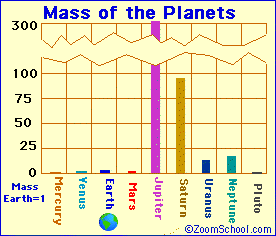 Mass of the Planets
300
100
75
50
25
0
Mass
Earth=1
Mercury
Venus
Earth
Mars
Jupiter
Saturn
Uranus
Neptune
Pluto
©ZoomSchool.com